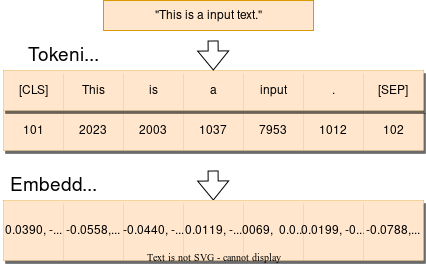 "This is a input text."
Tokeni...
[CLS] This is a input . [SEP]
101 2023 2003 1037 7953 1012 102
Embedd...
0.0390, -... -0.0558,... -0.0440, -... 0.0119, -... 0069, 0.0... 0.0199, -0... -0.0788,...
Text is not SVG - cannot display